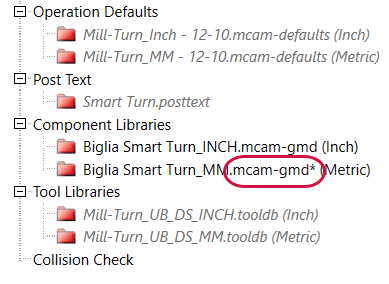 Operation Defaults
Mill-Turn_Inch - 12-10.mcam-defaults (Inch)
Mill-Turn_MM - 12-10.mcam-defaults (Metric)
Post Text
Smart Turn.posttext
Component Libraries
Biglia Smart Turn_INCH.mcam-gmd (Inch)
Biglia Smart Turn_MM.mcam-gmd* (Metric)
Tool Libraries
Mill-Turn_UB_DS_INCH.tooldb (Inch)
Mill-Turn_UB_DS_MM.tooldb (Metric)
Collision Check